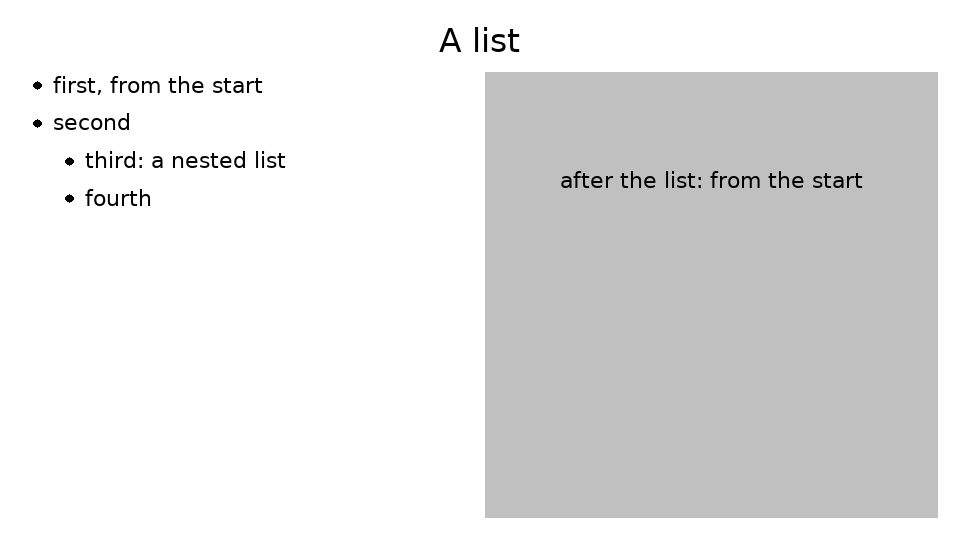 A list
• first, from the start
• second
• third: a nested list
• fourth
after the list: from the start